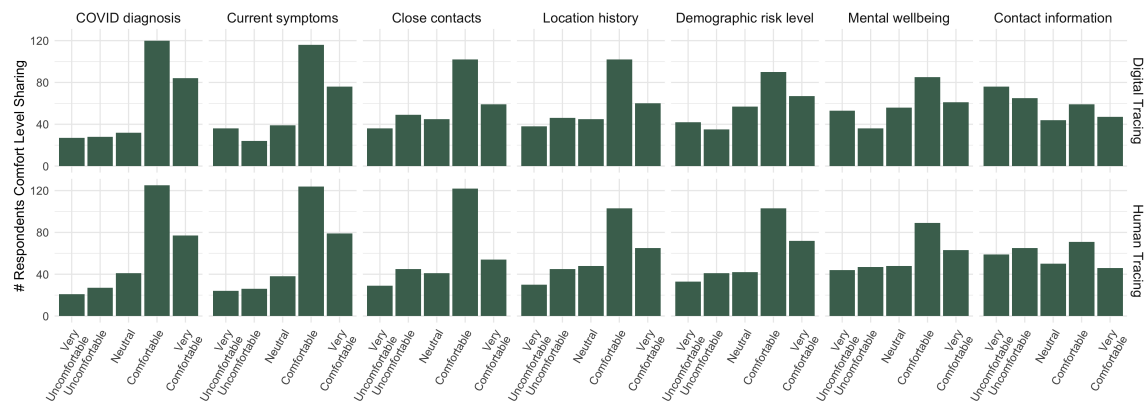 COVID diagnosis Current symptoms Close contacts Location history Demographic risk level Mental wellbeing Contact information
# Respondents Comfort Level Sharing
120
80
40
0
Digital Tracing
120
80
40
0
Human Tracing
Very Uncomfortable Uncomfortable Neutral Comfortable Very Comfortable
Very Uncomfortable Uncomfortable Neutral Comfortable Very Comfortable
Very Uncomfortable Uncomfortable Neutral Comfortable Very Comfortable
Very Uncomfortable Uncomfortable Neutral Comfortable Very Comfortable
Very Uncomfortable Uncomfortable Neutral Comfortable Very Comfortable
Very Uncomfortable Uncomfortable Neutral Comfortable Very Comfortable
Very Uncomfortable Uncomfortable Neutral Comfortable Very Comfortable